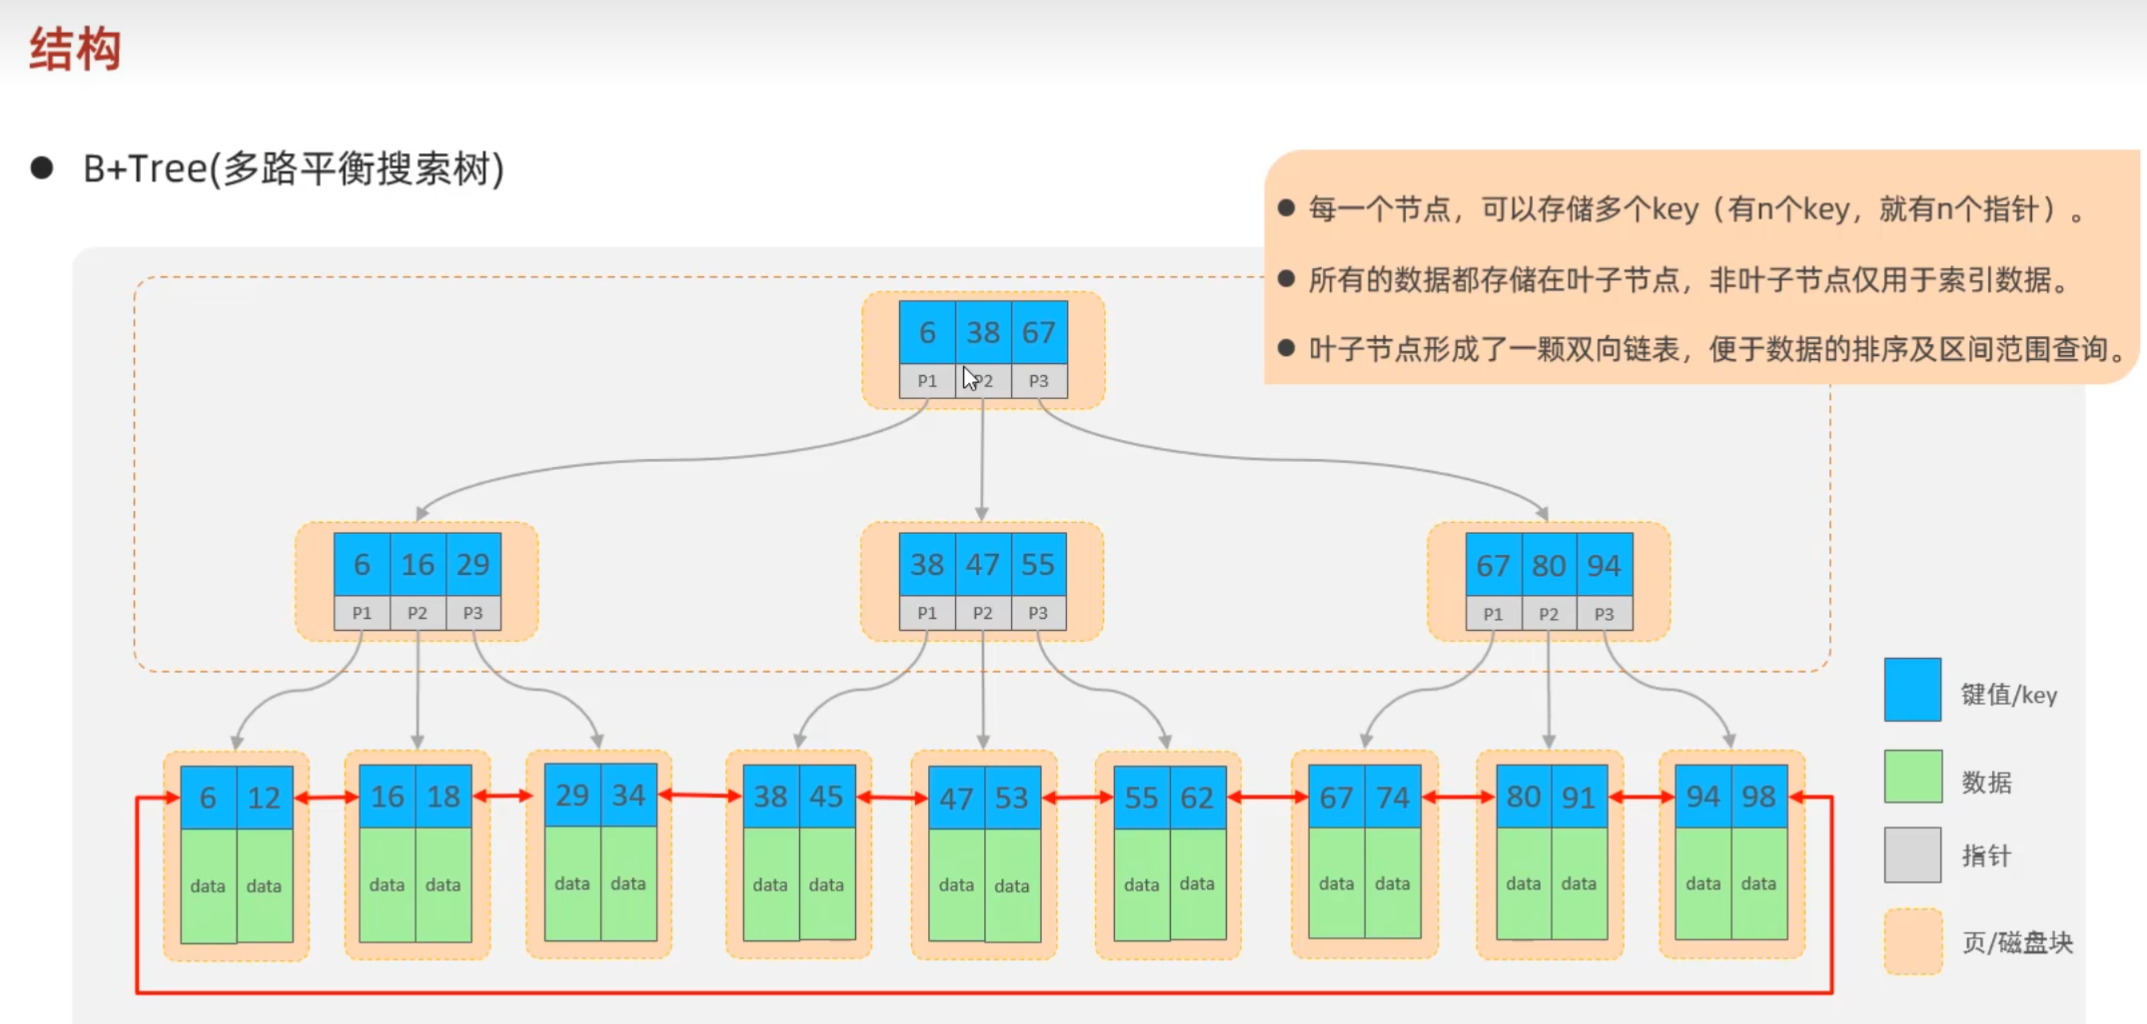 结构
B+Tree(多路平衡搜索树)
每一个节点，可以存储多个key（有n个key，就有n个指针）。
所有的数据都存储在叶子节点，非叶子节点仅用于索引数据。
叶子节点形成了一颗双向链表，便于数据的排序及区间范围查询。
6 38 67
P1 P2 P3
6 16 29
P1 P2 P3
38 47 55
P1 P2 P3
67 80 94
P1 P2 P3
6 12
data data
16 18
data data
29 34
data data
38 45
data data
47 53
data data
55 62
data data
67 74
data data
80 91
data data
94 98
data data
键值/key
数据
指针
页/磁盘块